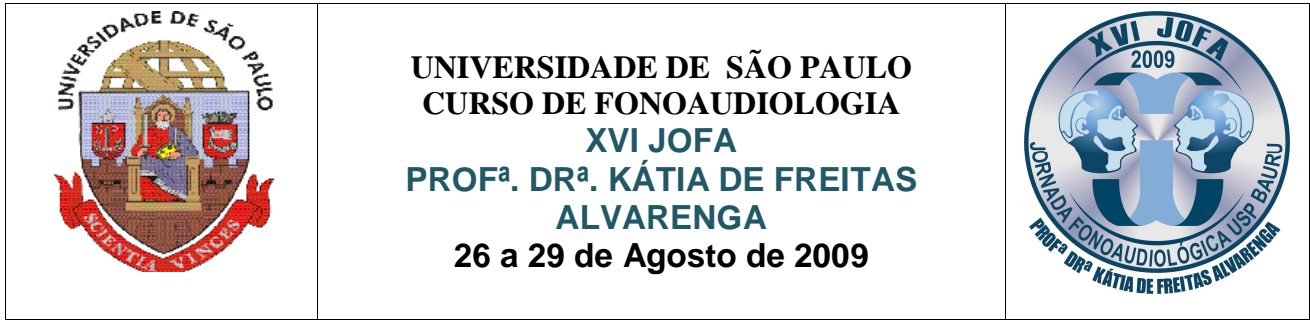 UNIVERSIDADE DE SÃO PAULO
SCIENTIA VINCES
UNIVERSIDADE DE SÃO PAULO
CURSO DE FONOAUDIOLOGIA
XVI JOFA
PROFª. DRª. KÁTIA DE FREITAS
ALVARENGA
26 a 29 de Agosto de 2009
XVI JOFA
2009
JORNADA FONOAUDIOLÓGICA USP BAURU
PROFª DRª KÁTIA DE FREITAS ALVARENGA